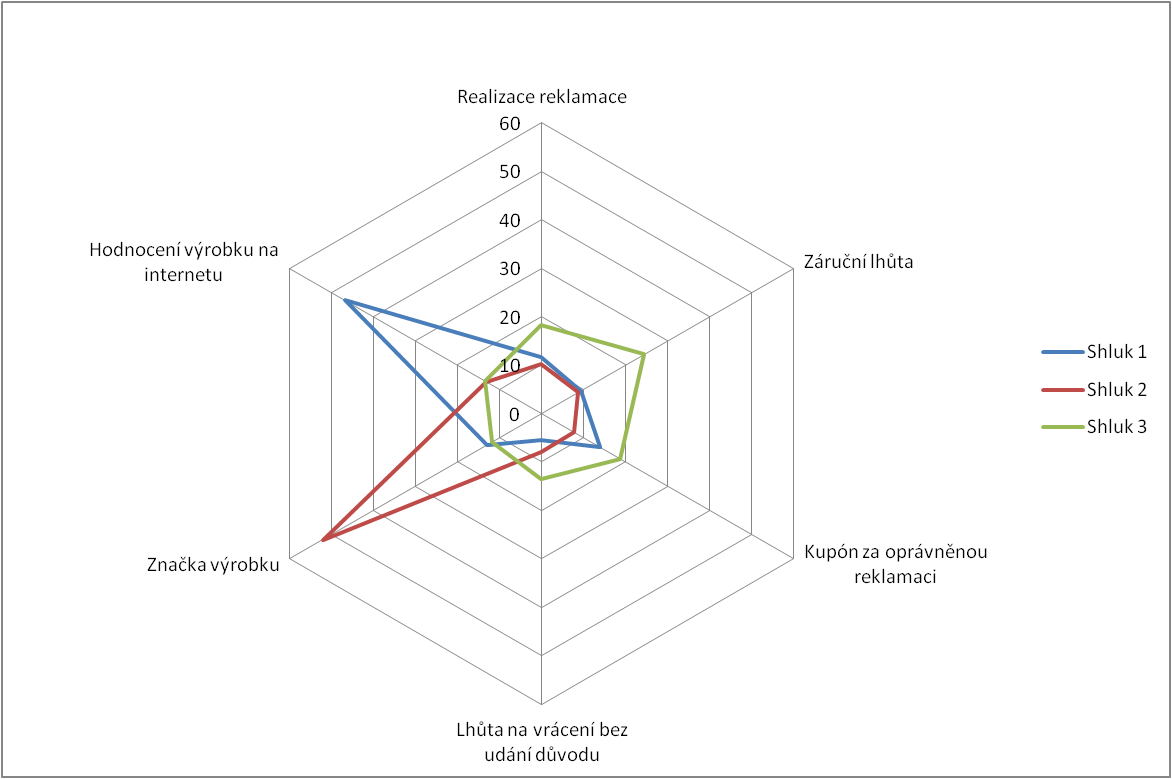 Realizace reklamace
60
50
40
30
20
10
0
Hodnocení výrobku na
internetu
Záruční lhůta
Shluk 1
Shluk 2
Shluk 3
Značka výrobku
Kupón za oprávněnou
reklamaci
Lhůta na vrácení bez
udání důvodu